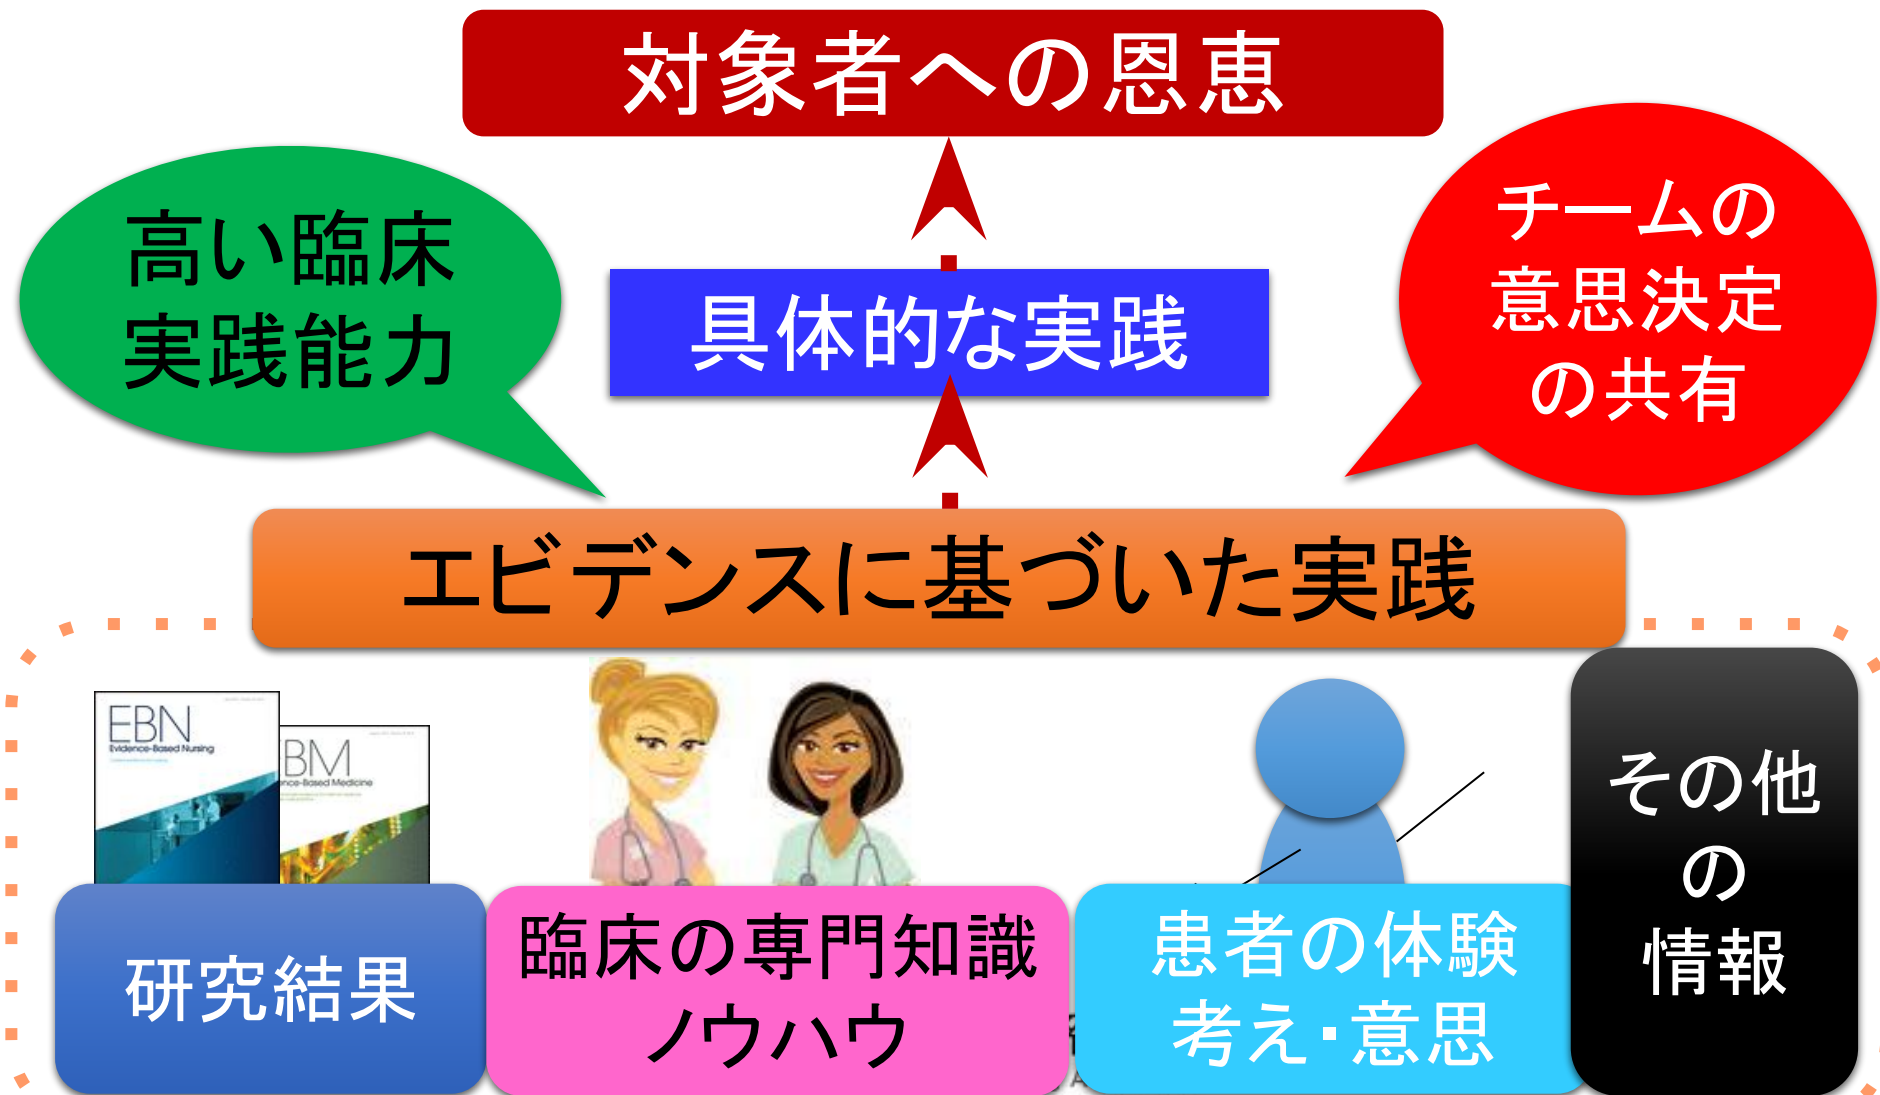 対象者への恩恵
高い臨床
実践能力
チームの
意思決定
の共有
具体的な実践
エビデンスに基づいた実践
EBN
Evidence-Based Nursing
BM
nce-Based Medicine
その他
の
情報
研究結果
臨床の専門知識
ノウハウ
患者の体験
考え・意思